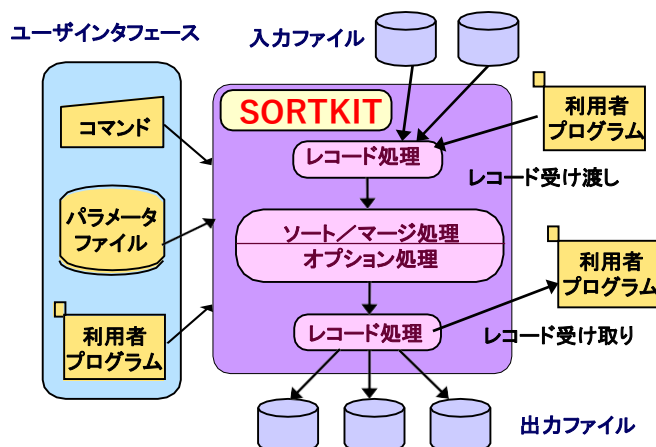 ユーザインタフェース
入力ファイル
コマンド
パラメータ
ファイル
利用者
プログラム
SORTKIT
レコード処理
ソート／マージ処理
オプション処理
レコード処理
利用者
プログラム
レコード受け渡し
利用者
プログラム
レコード受け取り
出力ファイル